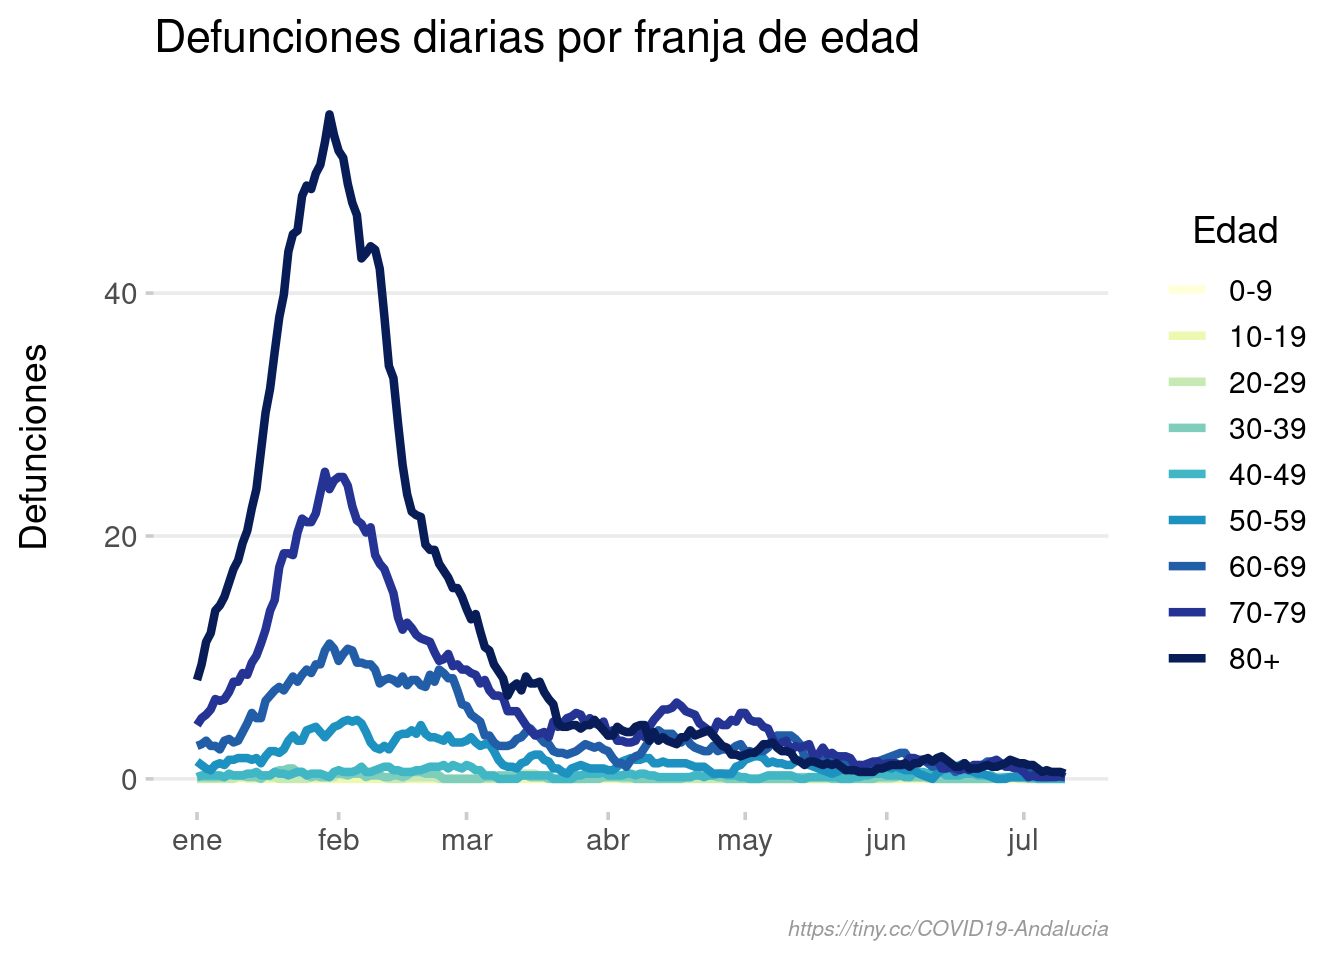 Defunciones diarias por franja de edad
Defunciones
40
20
0
ene feb mar abr may jun jul
Edad
0-9
10-19
20-29
30-39
40-49
50-59
60-69
70-79
80+
https://tiny.cc/COVID19-Andalucia